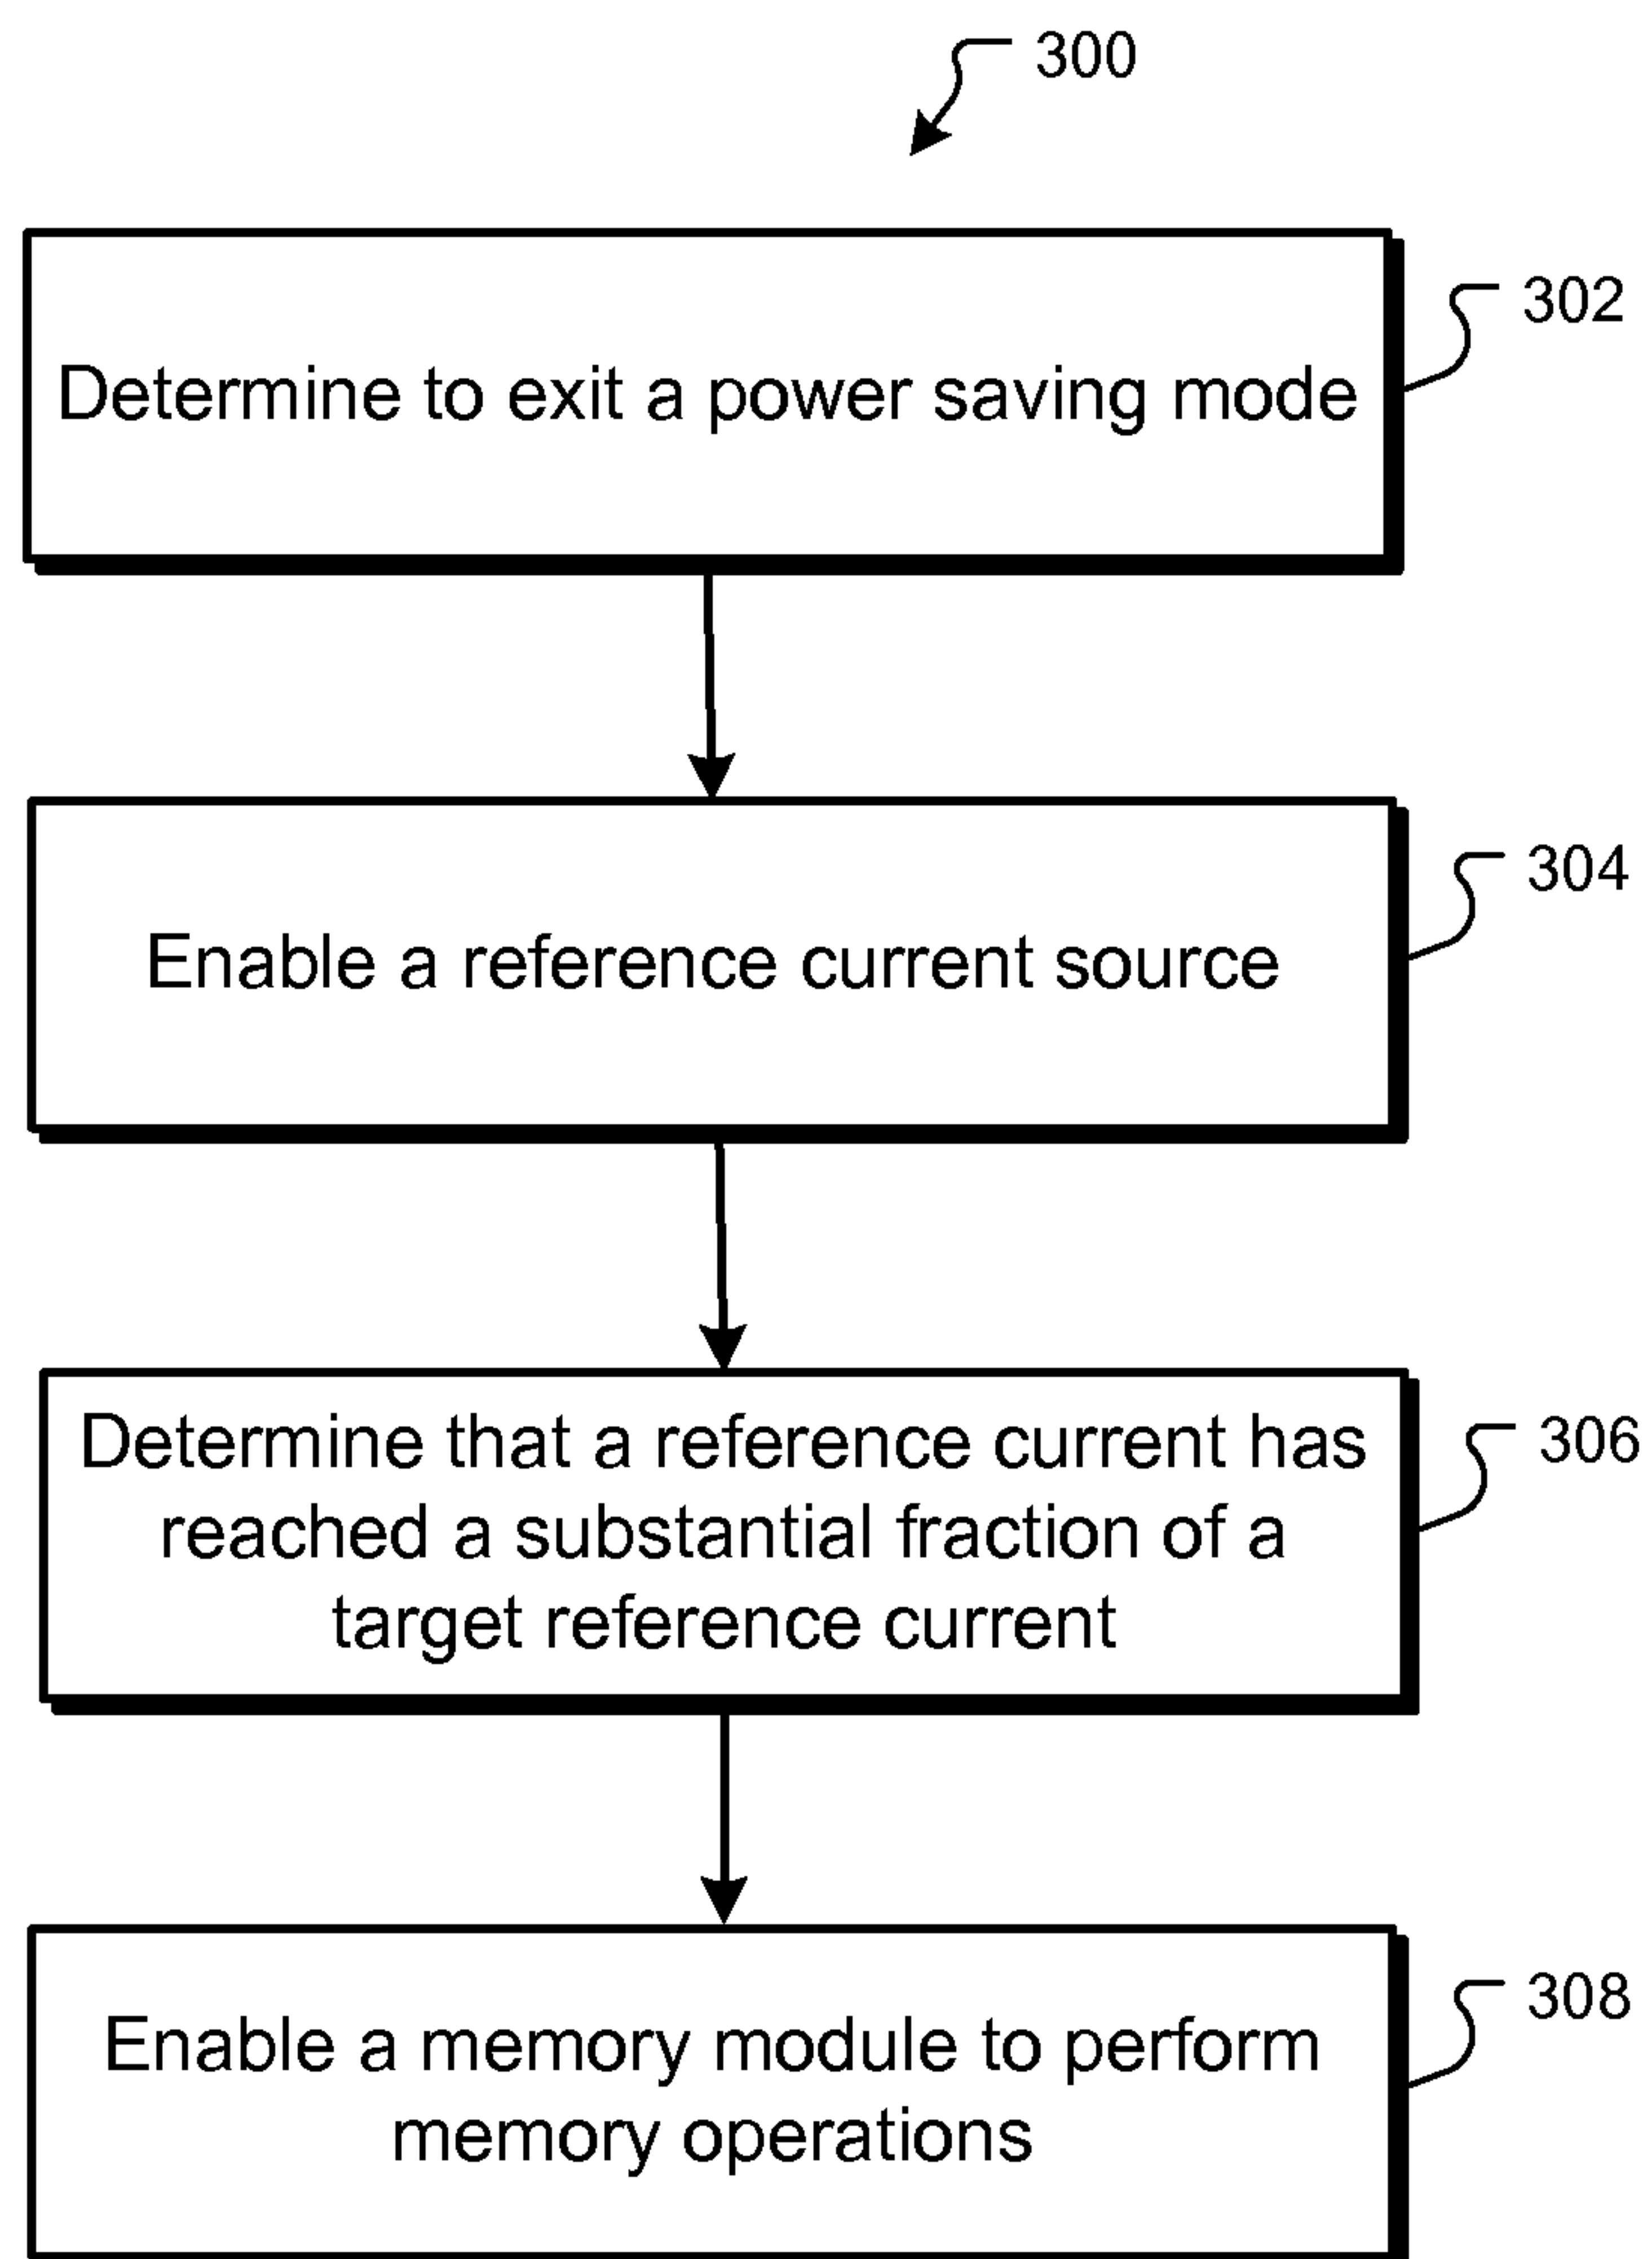 300
Determine to exit a power saving mode
302
Enable a reference current source
304
Determine that a reference current has
reached a substantial fraction of a
target reference current
306
Enable a memory module to perform
memory operations
308